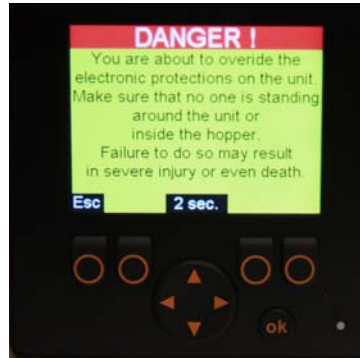 DANGER !
You are about to overide the
electronic protections on the unit.
Make sure that no one is standing
around the unit or
inside the hopper.
Failure to do so may result
in severe injury or even death.
Esc 2 sec.
ok